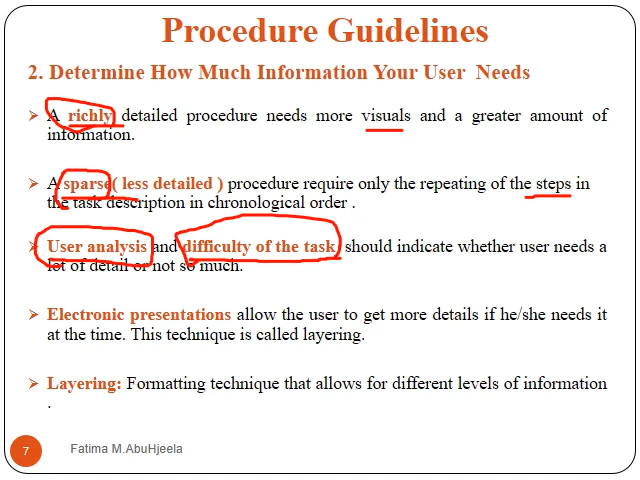 Procedure Guidelines
2. Determine How Much Information Your User Needs
➤ A richly detailed procedure needs more visuals and a greater amount of
information.
➤ A sparse( less detailed ) procedure require only the repeating of the steps in
the task description in chronological order .
➤ User analysis and difficulty of the task should indicate whether user needs a
lot of detail or not so much.
➤ Electronic presentations allow the user to get more details if he/she needs it
at the time. This technique is called layering.
➤ Layering: Formatting technique that allows for different levels of information
.
7 Fatima M.AbuHjeela